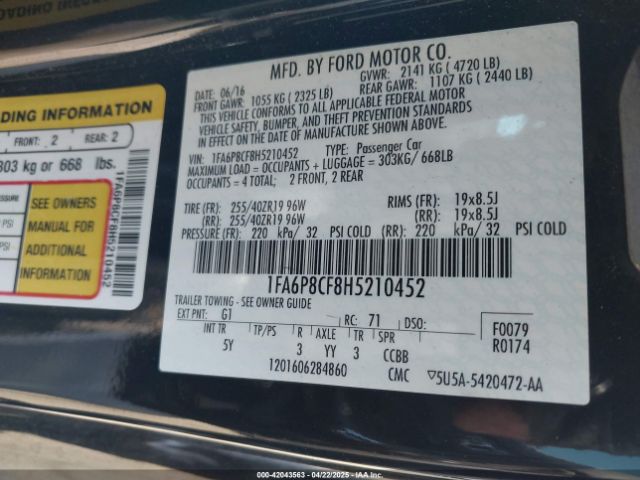 ADING INFORMATION
FRONT: 2 REAR: 2
303 kg or 668 lbs.
SEE OWNERS
MANUAL FOR
ADDITIONAL
INFORMATION
PSI
PSI
1FA6P8CF8H5210452
MFD. BY FORD MOTOR CO.
DATE: 06/16 GVWR: 2141 KG ( 4720 LB)
FRONT GAWR: 1055 KG ( 2325 LB) REAR GAWR: 1107 KG ( 2440 LB)
THIS VEHICLE CONFORMS TO ALL APPLICABLE FEDERAL MOTOR
VEHICLE SAFETY, BUMPER, AND THEFT PREVENTION STANDARDS
IN EFFECT ON THE DATE OF MANUFACTURE SHOWN ABOVE.
VIN: 1FA6P8CF8H5210452 TYPE: Passenger Car
MAXIMUM LOAD = OCCUPANTS + LUGGAGE = 303KG/ 668LB
OCCUPANTS = 4 TOTAL; 2 FRONT, 2 REAR
TIRE (FR): 255/40ZR19 96W RIMS (FR): 19x8.5J
(RR): 255/40ZR19 96W (RR): 19x8.5J
PRESSURE (FR): 220 kPa/ 32 PSI COLD (RR): 220 kPa/ 32 PSI COLD
1FA6P8CF8H5210452
TRAILER TOWING - SEE OWNER GUIDE
EXT PNT: G1 RC: 71 DSO: F0079
INT TR TP/PS R AXLE TR SPR R0174
5Y 3 YY 3 CCBB
1201606284860 CMC ▽5U5A-5420472-AA
00-42043563 - 04/22/2025 - IAAI.COM